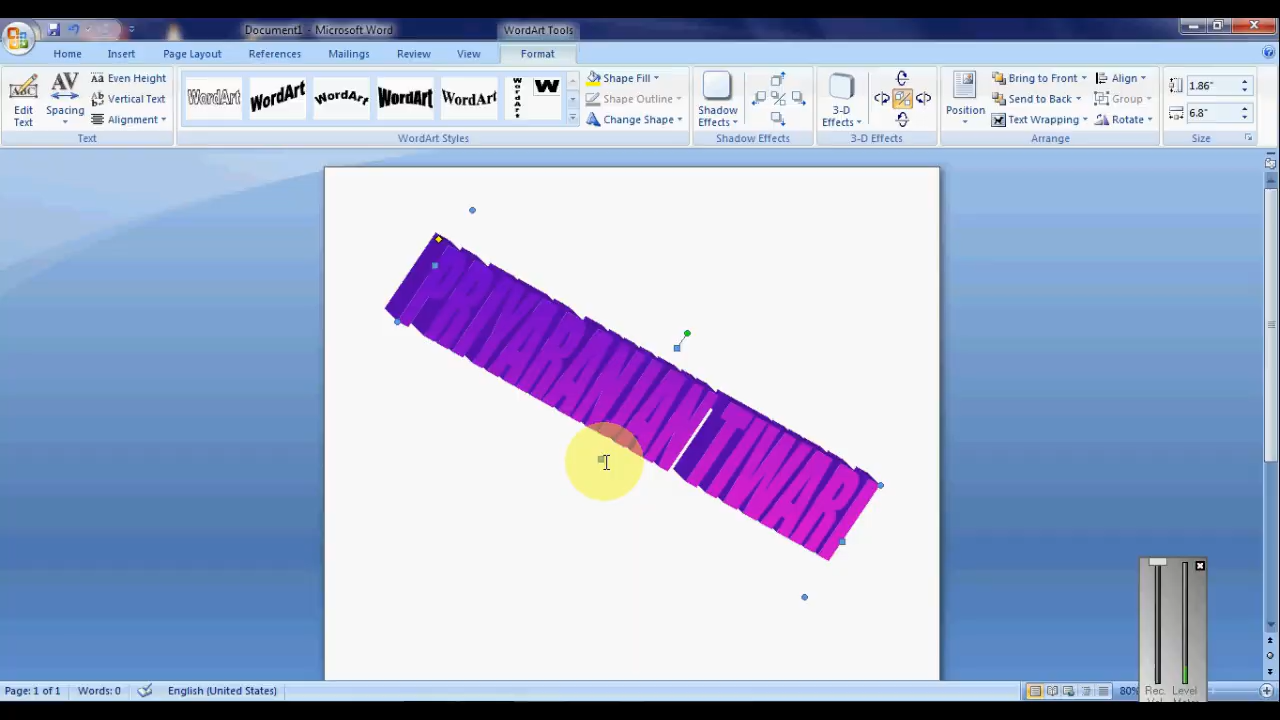 Document1 - Microsoft Word
WordArt Tools
Home Insert Page Layout References Mailings Review View Format
Edit Text
Spacing
Even Height
Vertical Text
Alignment
Text
WordArt WordArt WordArt WordArt WordArt WordArt W
WordArt Styles
Shape Fill
Shape Outline
Change Shape
Shadow Effects
Shadow Effects
3-D Effects
3-D Effects
Position
Bring to Front
Send to Back
Text Wrapping
Align
Group
Rotate
Arrange
1.86"
6.8"
Size
PRIYARANJAN TIWARI
Page: 1 of 1 Words: 0 English (United States) 80%
Rec. Level